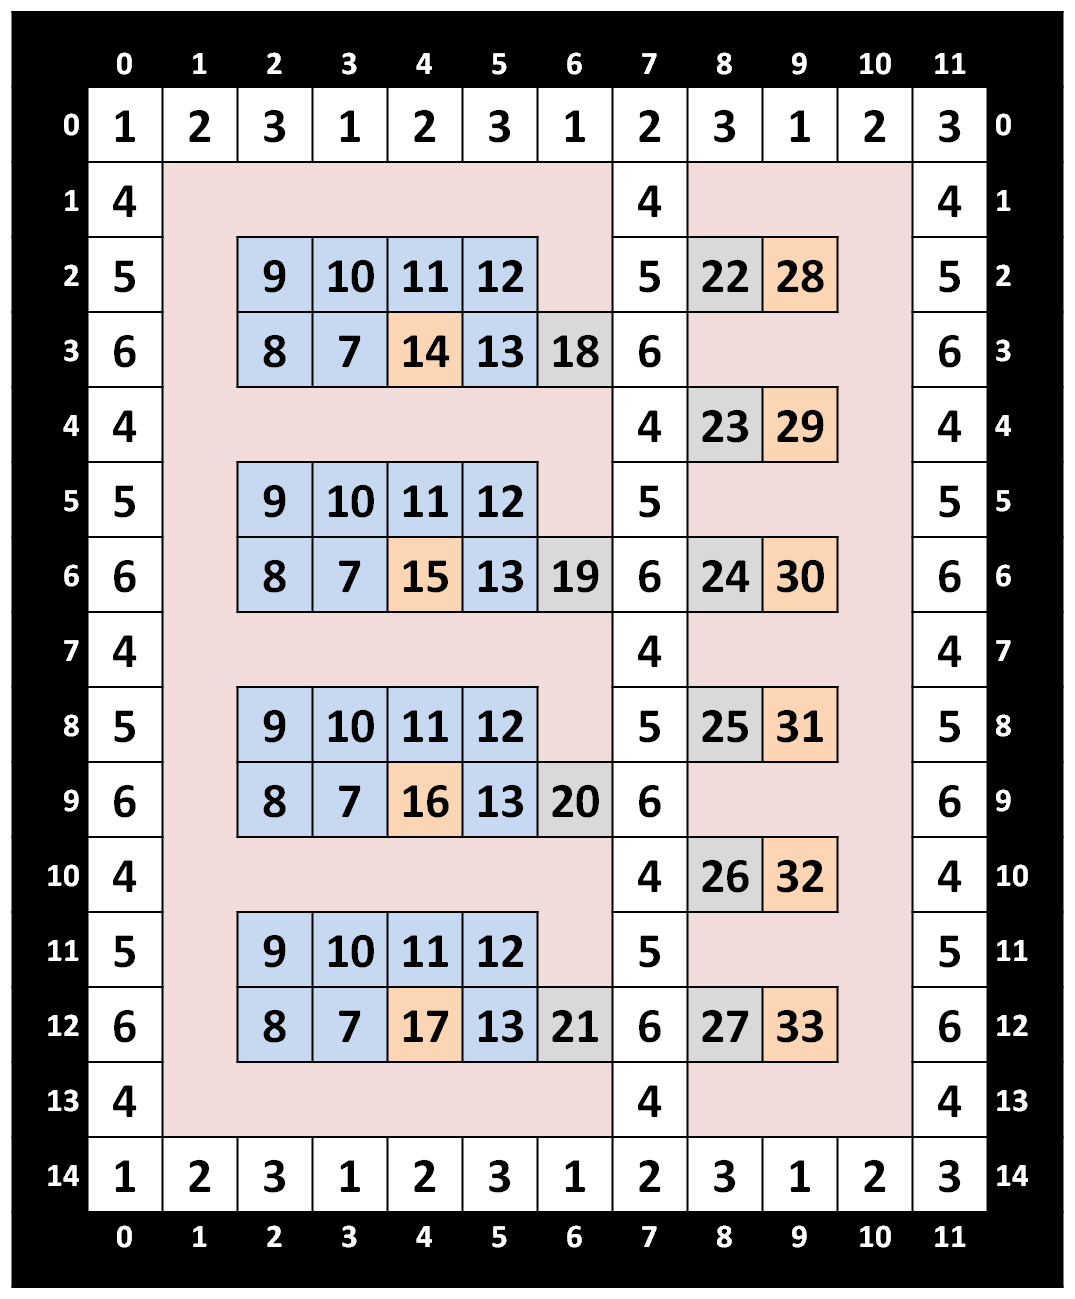 0 1 2 3 4 5 6 7 8 9 10 11
0 1 2 3 1 2 3 1 2 3 1 2 3 0
1 4 4 4 1
2 5 9 10 11 12 5 22 28 5 2
3 6 8 7 14 13 18 6 6 3
4 4 4 23 29 4 4
5 5 9 10 11 12 5 5 5
6 6 8 7 15 13 19 6 24 30 6 6
7 4 4 4 7
8 5 9 10 11 12 5 25 31 5 8
9 6 8 7 16 13 20 6 6 9
10 4 4 26 32 4 10
11 5 9 10 11 12 5 5 11
12 6 8 7 17 13 21 6 27 33 6 12
13 4 4 4 13
14 1 2 3 1 2 3 1 2 3 1 2 3 14
0 1 2 3 4 5 6 7 8 9 10 11